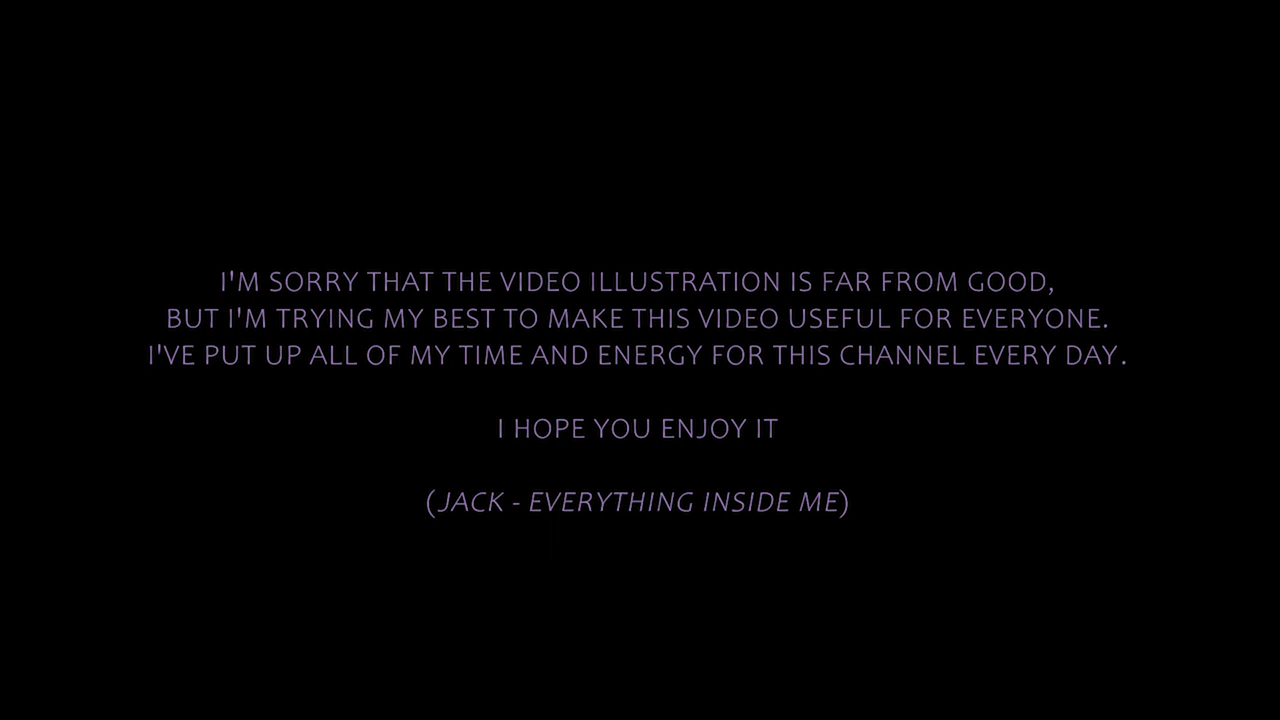 I'M SORRY THAT THE VIDEO ILLUSTRATION IS FAR FROM GOOD,
BUT I'M TRYING MY BEST TO MAKE THIS VIDEO USEFUL FOR EVERYONE.
I'VE PUT UP ALL OF MY TIME AND ENERGY FOR THIS CHANNEL EVERY DAY.
I HOPE YOU ENJOY IT
(JACK - EVERYTHING INSIDE ME)